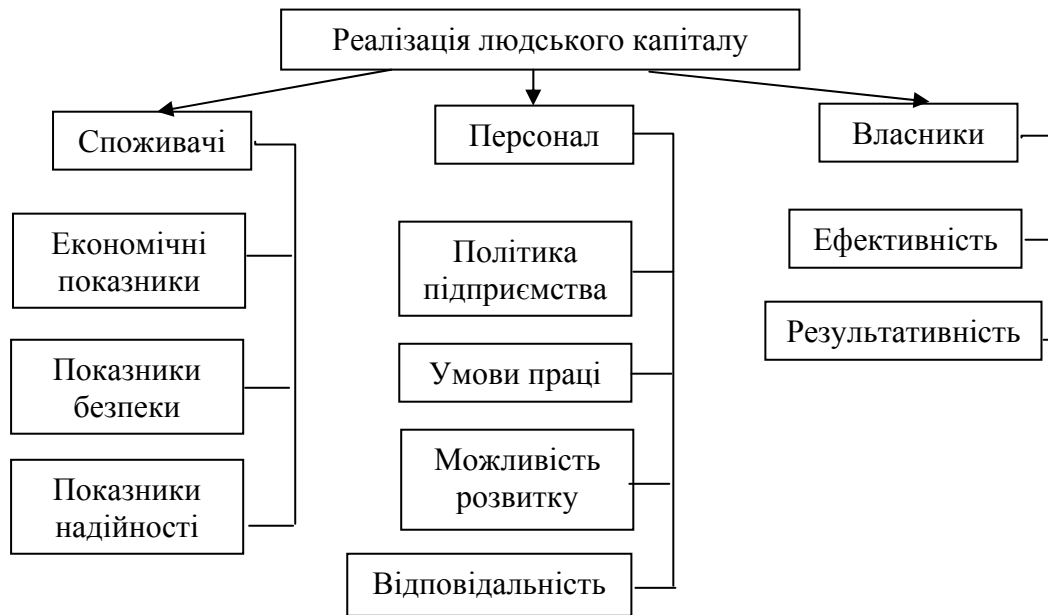 Реалізація людського капіталу
Споживачі
Персонал
Власники
Економічні
показники
Показники
безпеки
Показники
надійності
Політика
підприємства
Умови праці
Можливість
розвитку
Відповідальність
Ефективність
Результативність